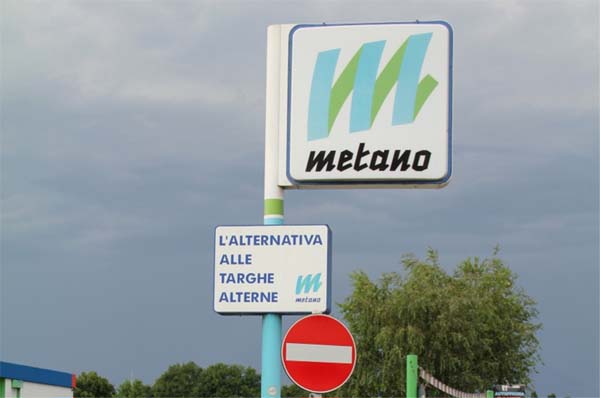 metano
L'ALTERNATIVA
ALLE
TARGHE
ALTERNE
metano